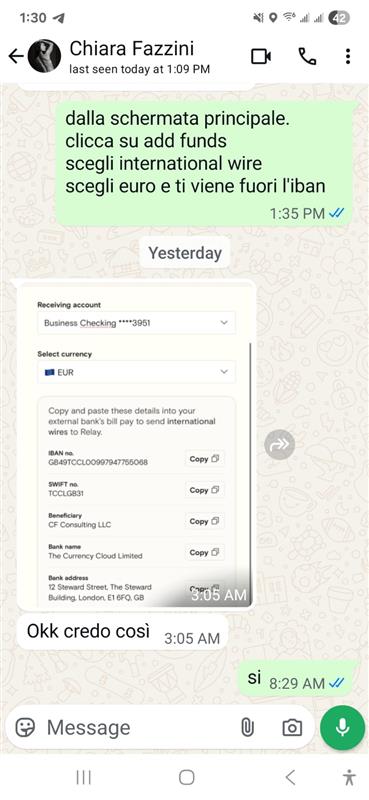 1:30
42
Chiara Fazzini
last seen today at 1:09 PM
dalla schermata principale.
clicca su add funds
scegli international wire
scegli euro e ti viene fuori l'iban
1:35 PM
Yesterday
Receiving account
Business Checking ****3951
Select currency
EUR
Copy and paste these details into your
external bank's bill pay to send international
wires to Relay.
IBAN no.
GB49TCCL00997947755068
Copy
SWIFT no.
TCCLGB31
Copy
Beneficiary
CF Consulting LLC
Copy
Bank name
The Currency Cloud Limited
Copy
Bank address
12 Steward Street, The Steward
Building, London, E1 6FQ, GB
Copy
3:05 AM
Okk credo così
3:05 AM
si
8:29 AM
Message